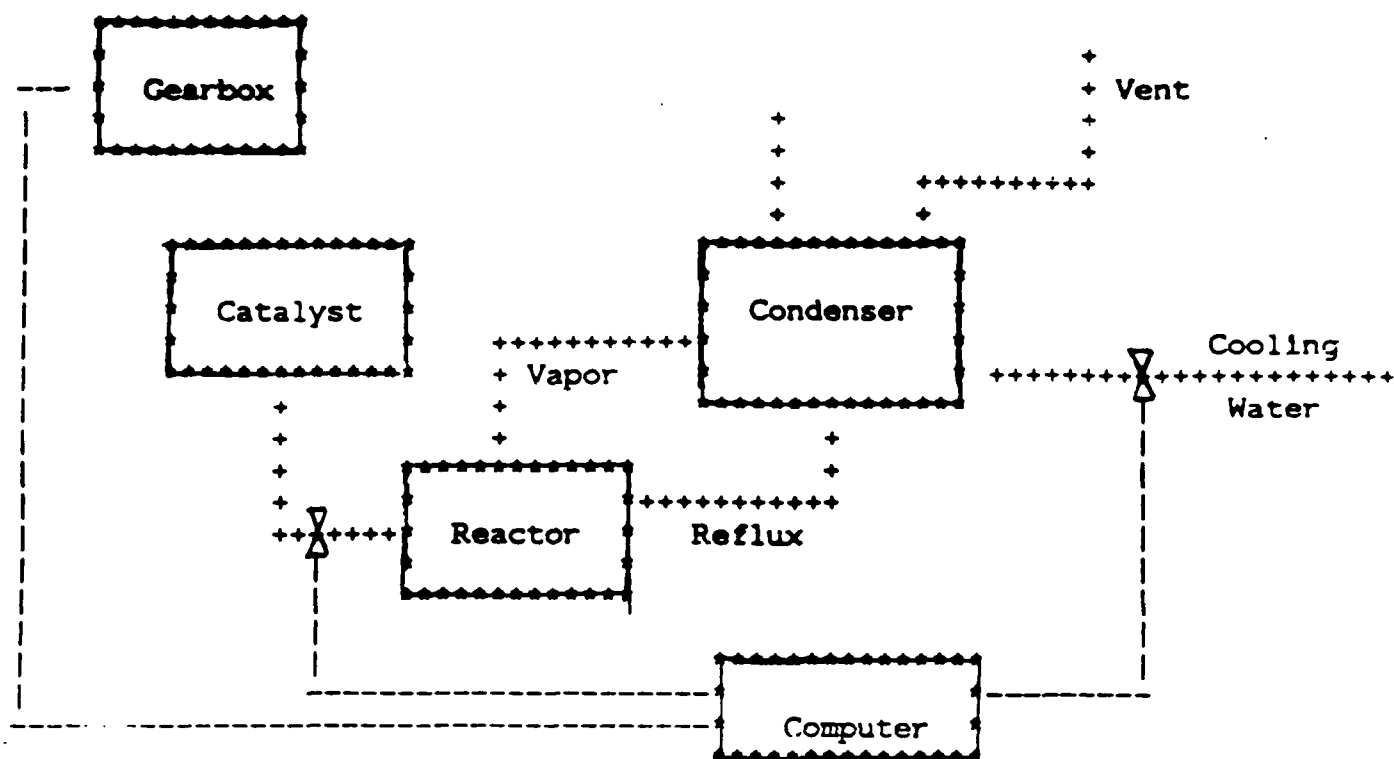 Gearbox
Vent
Catalyst
Condenser
Vapor
Cooling
Water
Reactor
Reflux
Computer